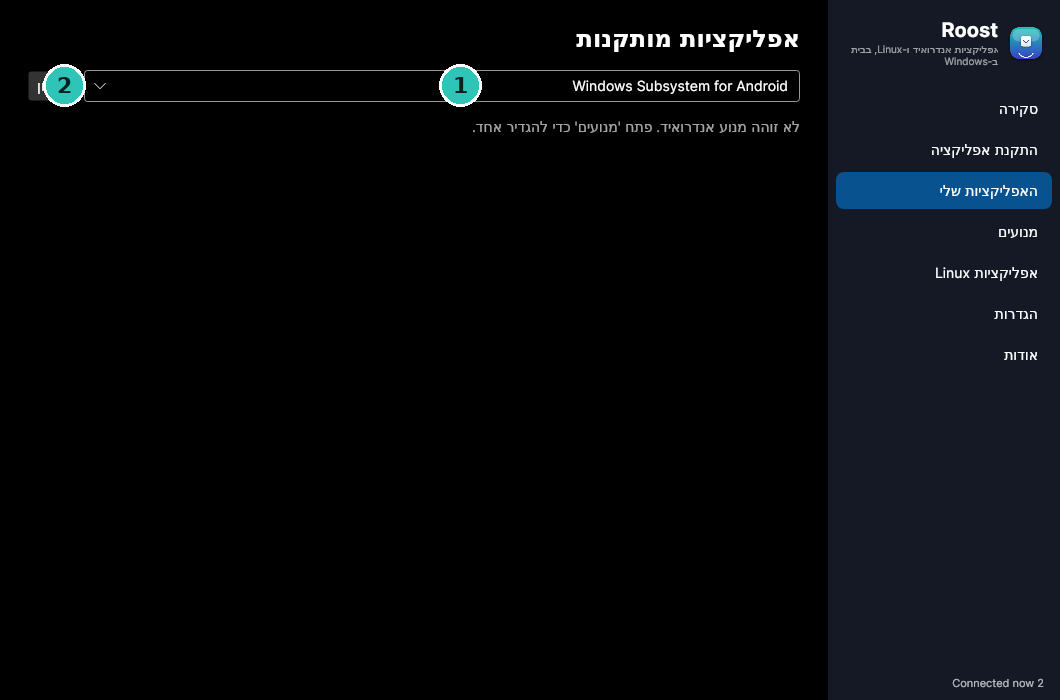 Roost
אפליקציות אנדרואיד ו-Linux, בבית
ב-Windows
סקירה
התקנת אפליקציה
האפליקציות שלי
מנועים
אפליקציות Linux
הגדרות
אודות
Connected now 2
אפליקציות מותקנות
Windows Subsystem for Android
1
2
לא זוהה מנוע אנדרואיד. פתח 'מנועים' כדי להגדיר אחד.